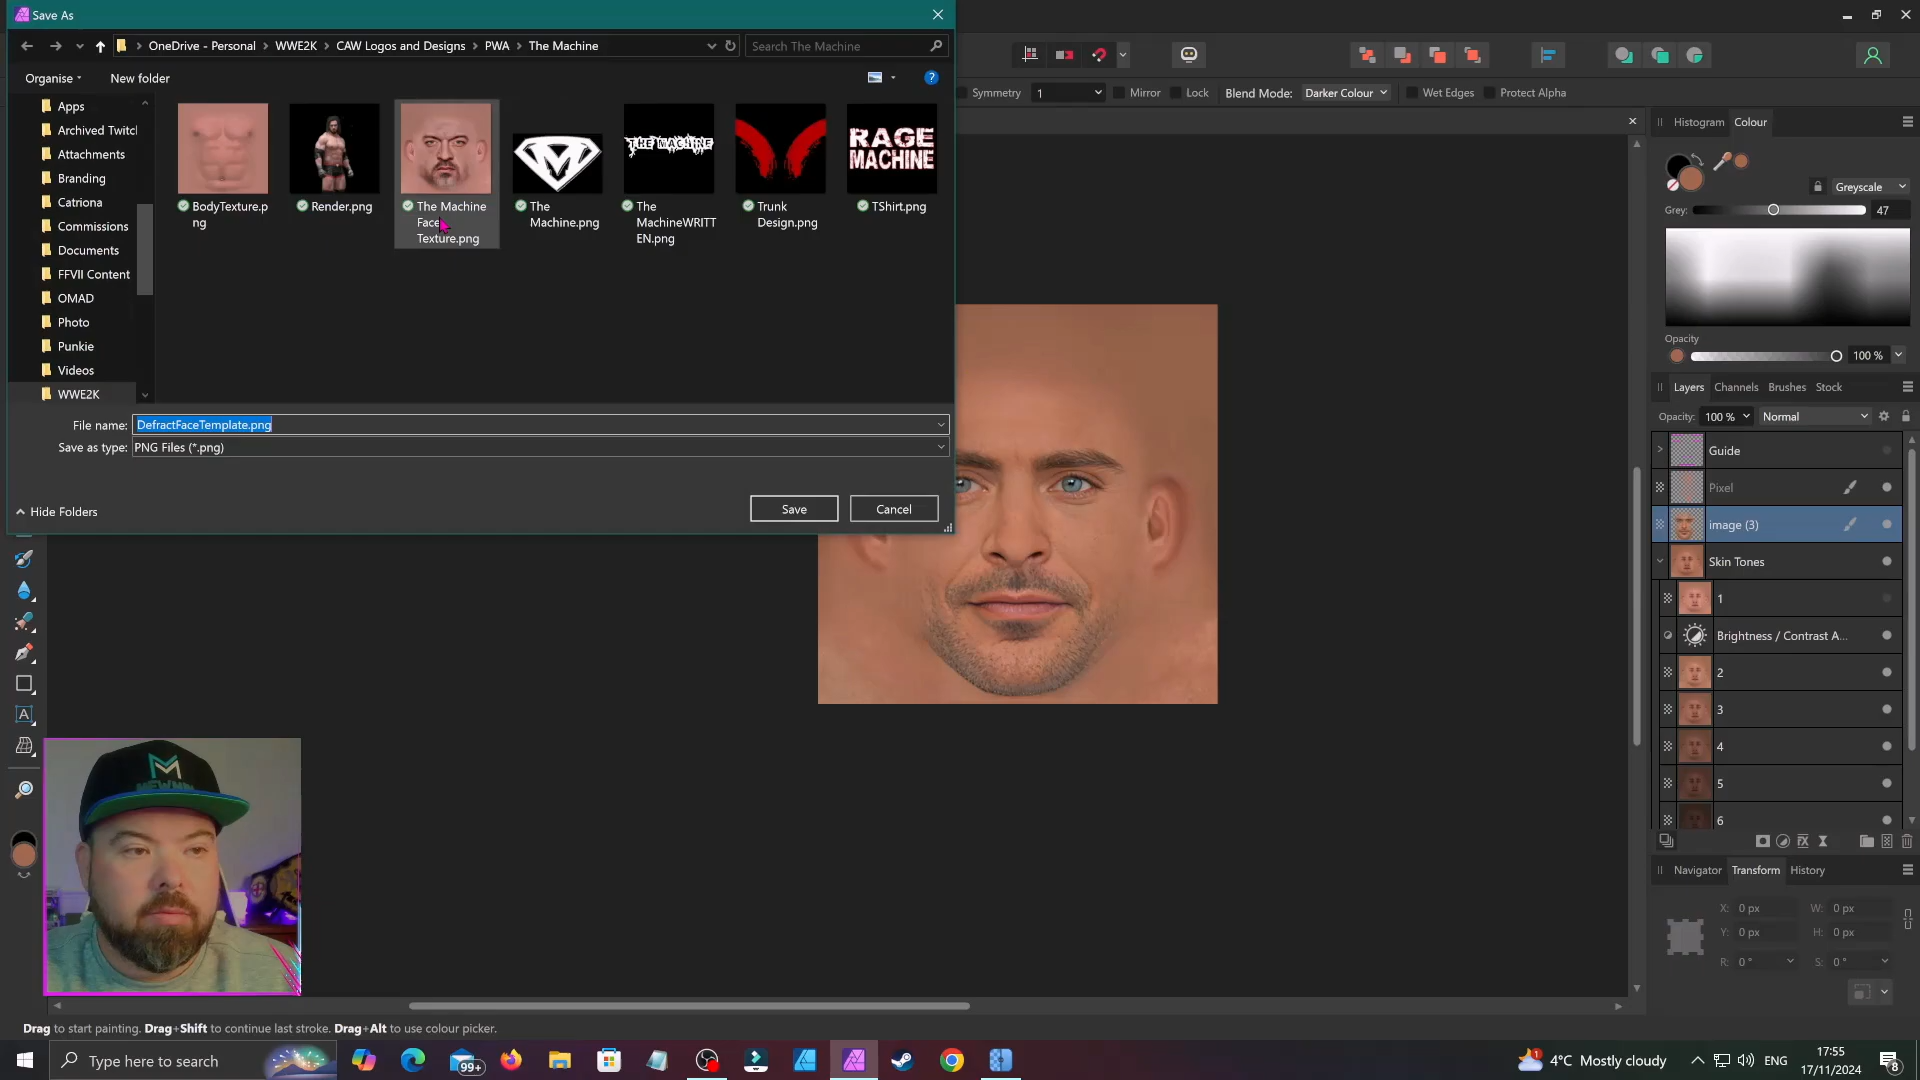 Save As
OneDrive - Personal > WWE2K > CAW Logos and Designs > PWA > The Machine
Search The Machine
Organise
New folder
Apps
Archived Twitcl
Attachments
Branding
Catriona
Commissions
Documents
FFVII Content
OMAD
Photo
Punkie
Videos
WWE2K
THE MACHINE
RAGE
MACHINE
BodyTexture.p
ng
Render.png
The Machine
Face
Texture.png
The
Machine.png
The
MachineWRITT
EN.png
Trunk
Design.png
TShirt.png
File name: DefractFaceTemplate.png
Save as type: PNG Files (*.png)
Hide Folders
Save
Cancel
Symmetry
1
Mirror
Lock
Blend Mode: Darker Colour
Wet Edges
Protect Alpha
Histogram
Colour
Greyscale
Grey:
47
Opacity
100 %
Layers
Channels
Brushes
Stock
Opacity: 100 %
Normal
Guide
Pixel
image (3)
Skin Tones
1
Brightness / Contrast A...
2
3
4
5
6
Navigator
Transform
History
X: 0 px
W: 0 px
Y: 0 px
H: 0 px
R: 0 °
S: 0 °
Drag to start painting. Drag+Shift to continue last stroke. Drag+Alt to use colour picker.
Type here to search
99+
1
4°C Mostly cloudy
ENG
17:55
17/11/2024
8